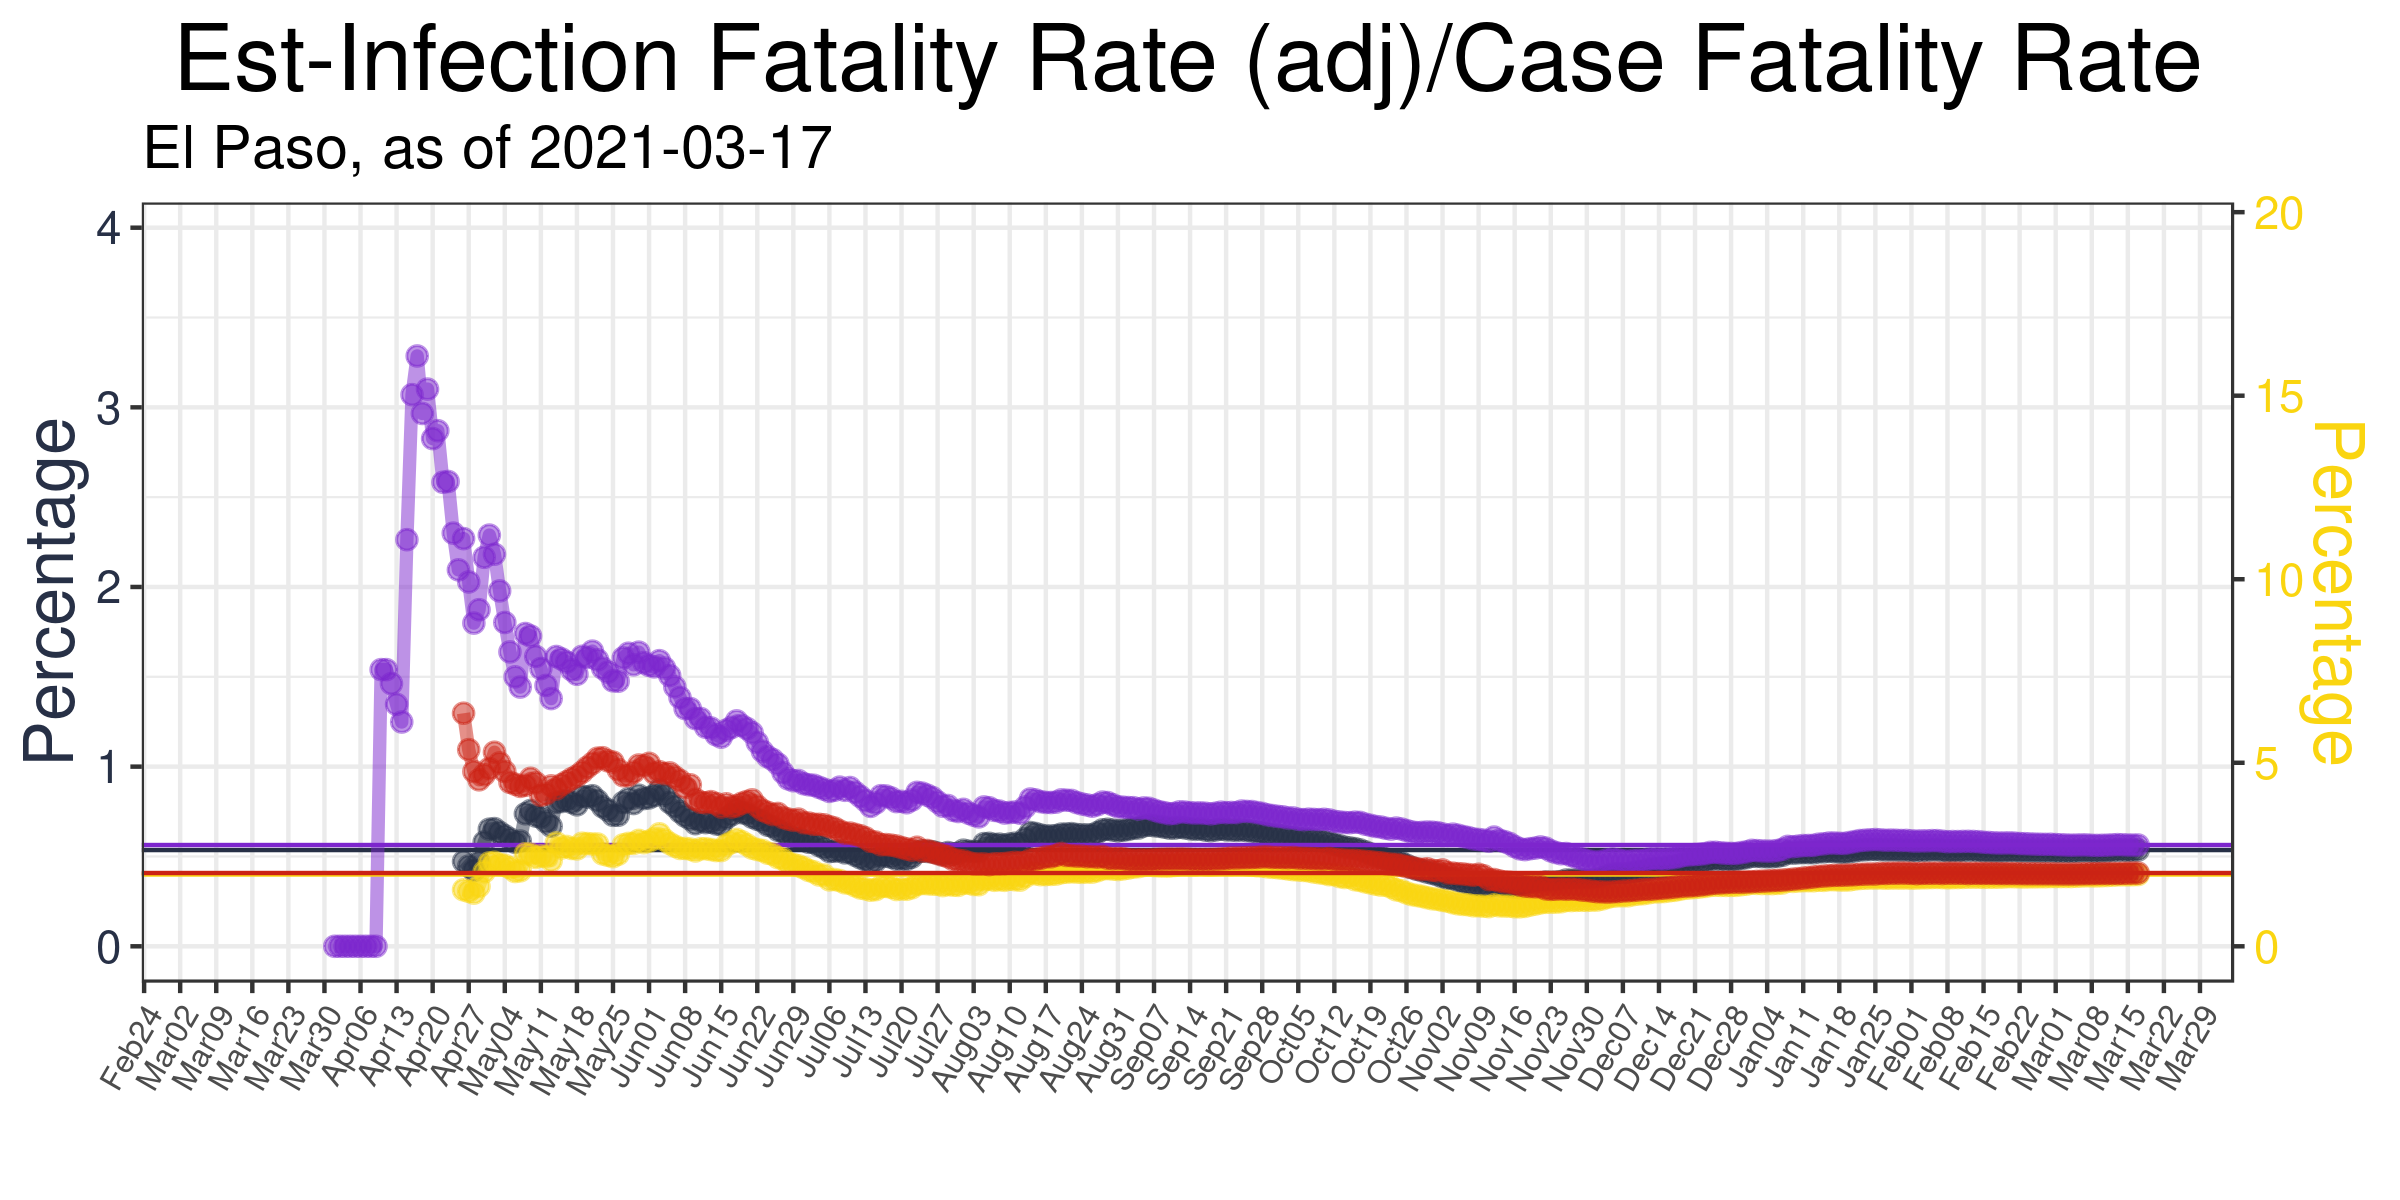 Est-Infection Fatality Rate (adj)/Case Fatality Rate
El Paso, as of 2021-03-17
Percentage
4
3
2
1
0
20
15
10
5
0
Percentage
Feb24 Mar02 Mar09 Mar16 Mar23 Mar30 Apr06 Apr13 Apr20 Apr27 May04 May11 May18 May25 Jun01 Jun08 Jun15 Jun22 Jun29 Jul06 Jul13 Jul20 Jul27 Aug03 Aug10 Aug17 Aug24 Aug31 Sep07 Sep14 Sep21 Sep28 Oct05 Oct12 Oct19 Oct26 Nov02 Nov09 Nov16 Nov23 Nov30 Dec07 Dec14 Dec21 Dec28 Jan04 Jan11 Jan18 Jan25 Feb01 Feb08 Feb15 Feb22 Mar01 Mar08 Mar15 Mar22 Mar29